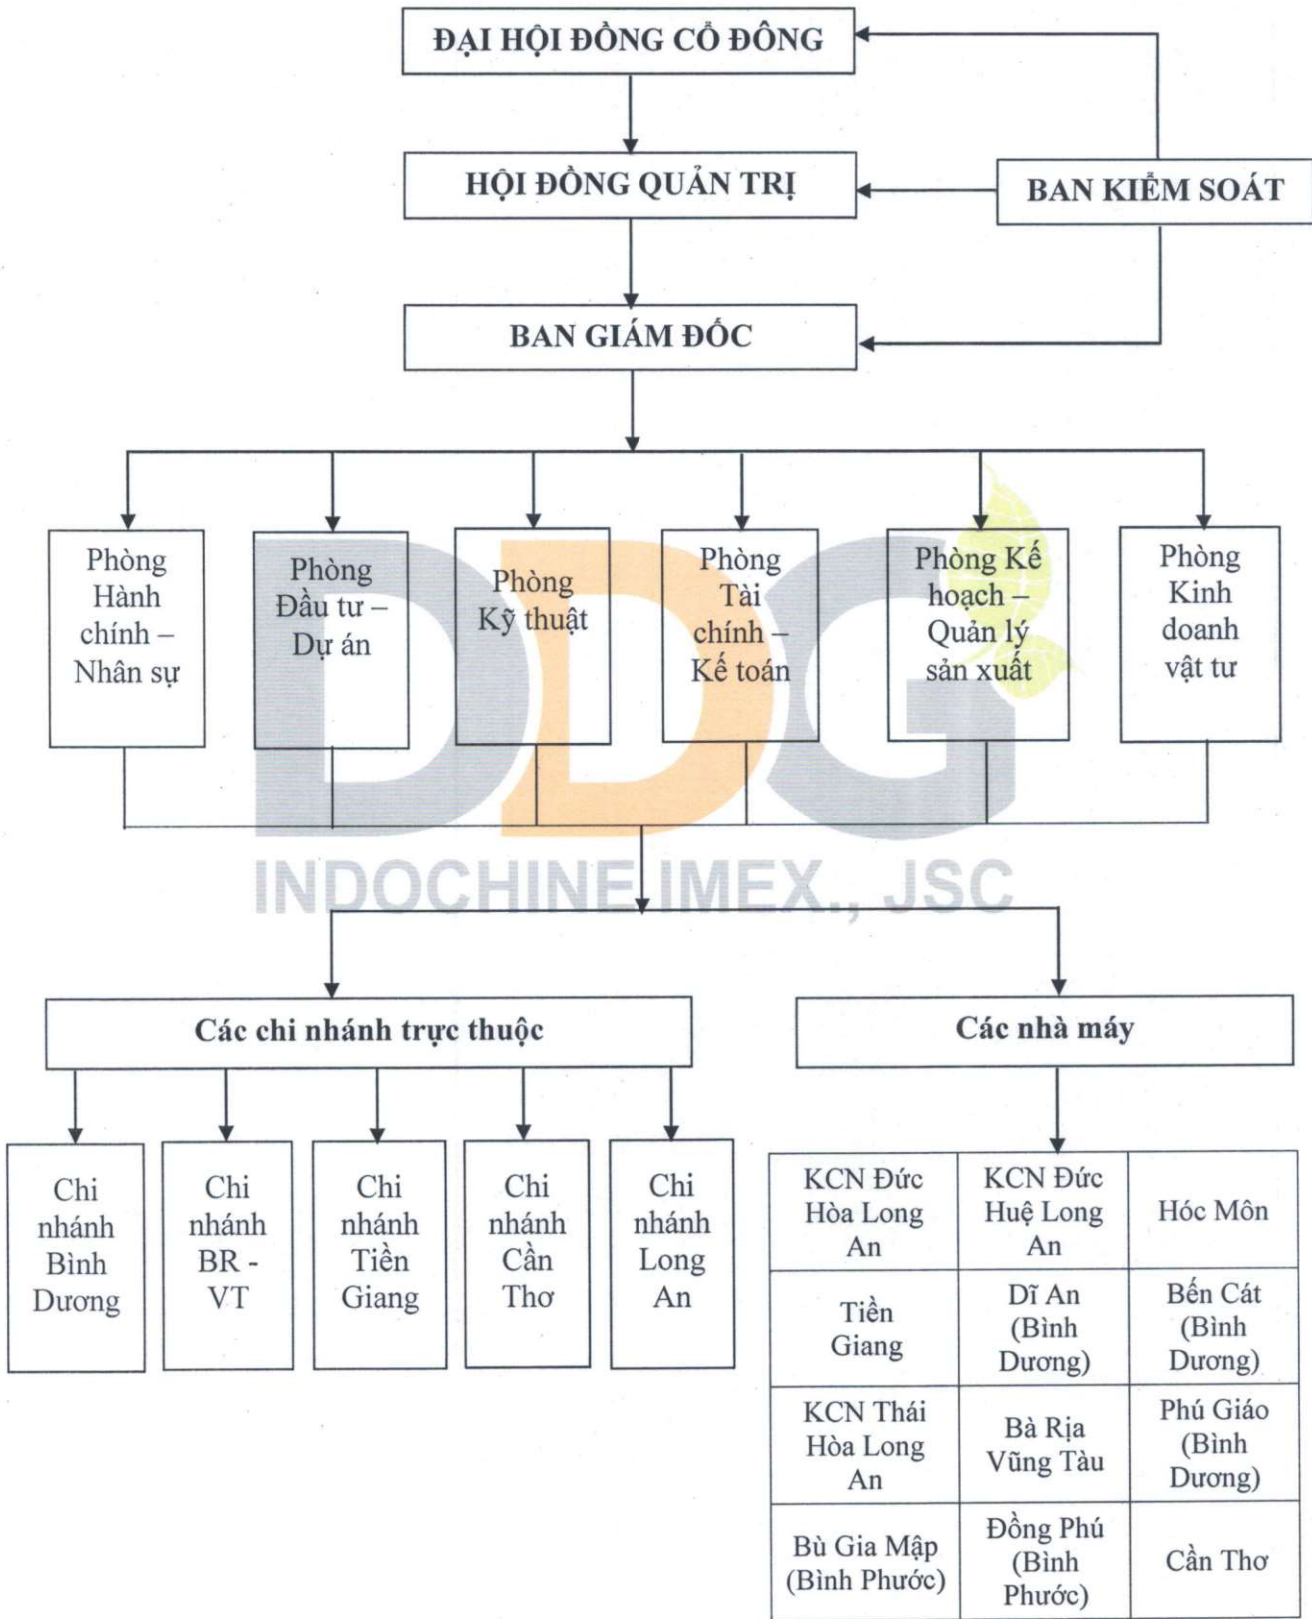 ĐẠI HỘI ĐỒNG CỔ ĐÔNG
HỘI ĐỒNG QUẢN TRỊ
BAN KIỂM SOÁT
BAN GIÁM ĐỐC
Phòng
Hành
chính –
Nhân sự
Phòng
Đầu tư –
Dự án
Phòng
Kỹ thuật
Phòng
Tài
chính –
Kế toán
Phòng Kế
hoạch –
Quản lý
sản xuất
Phòng
Kinh
doanh
vật tư
DDG
INDOCHINE IMEX., JSC
Các chi nhánh trực thuộc
Các nhà máy
Chi
nhánh
Bình
Dương
Chi
nhánh
BR -
VT
Chi
nhánh
Tiền
Giang
Chi
nhánh
Cần
Thơ
Chi
nhánh
Long
An
KCN Đức
Hòa Long
An
KCN Đức
Huệ Long
An
Hóc Môn
Tiền
Giang
Dĩ An
(Bình
Dương)
Bến Cát
(Bình
Dương)
KCN Thái
Hòa Long
An
Bà Rịa
Vũng Tàu
Phú Giáo
(Bình
Dương)
Bù Gia Mập
(Bình Phước)
Đồng Phú
(Bình
Phước)
Cần Thơ